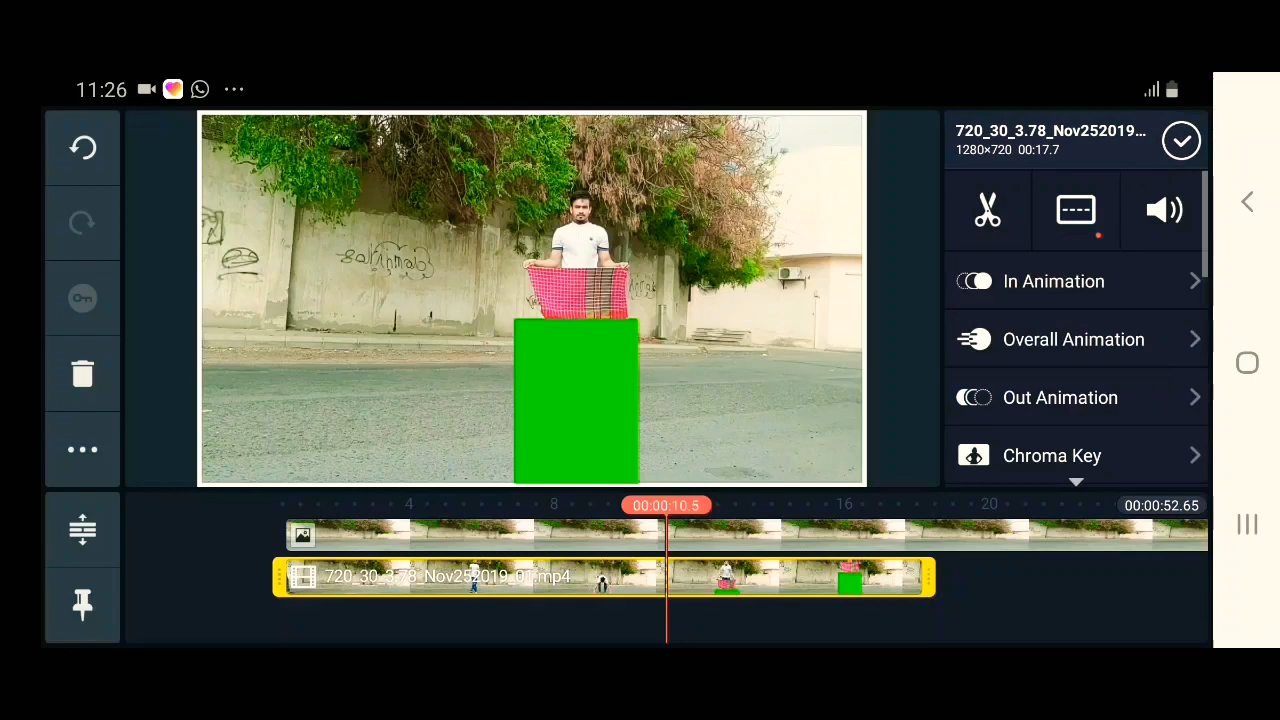 11:26
720_30_3.78_Nov252019...
1280×720 00:17.7
In Animation
Overall Animation
Out Animation
Chroma Key
4
8
00:00:10.5
16
20
00:00:52.65
720_30_3.78_Nov252019_01.mp4